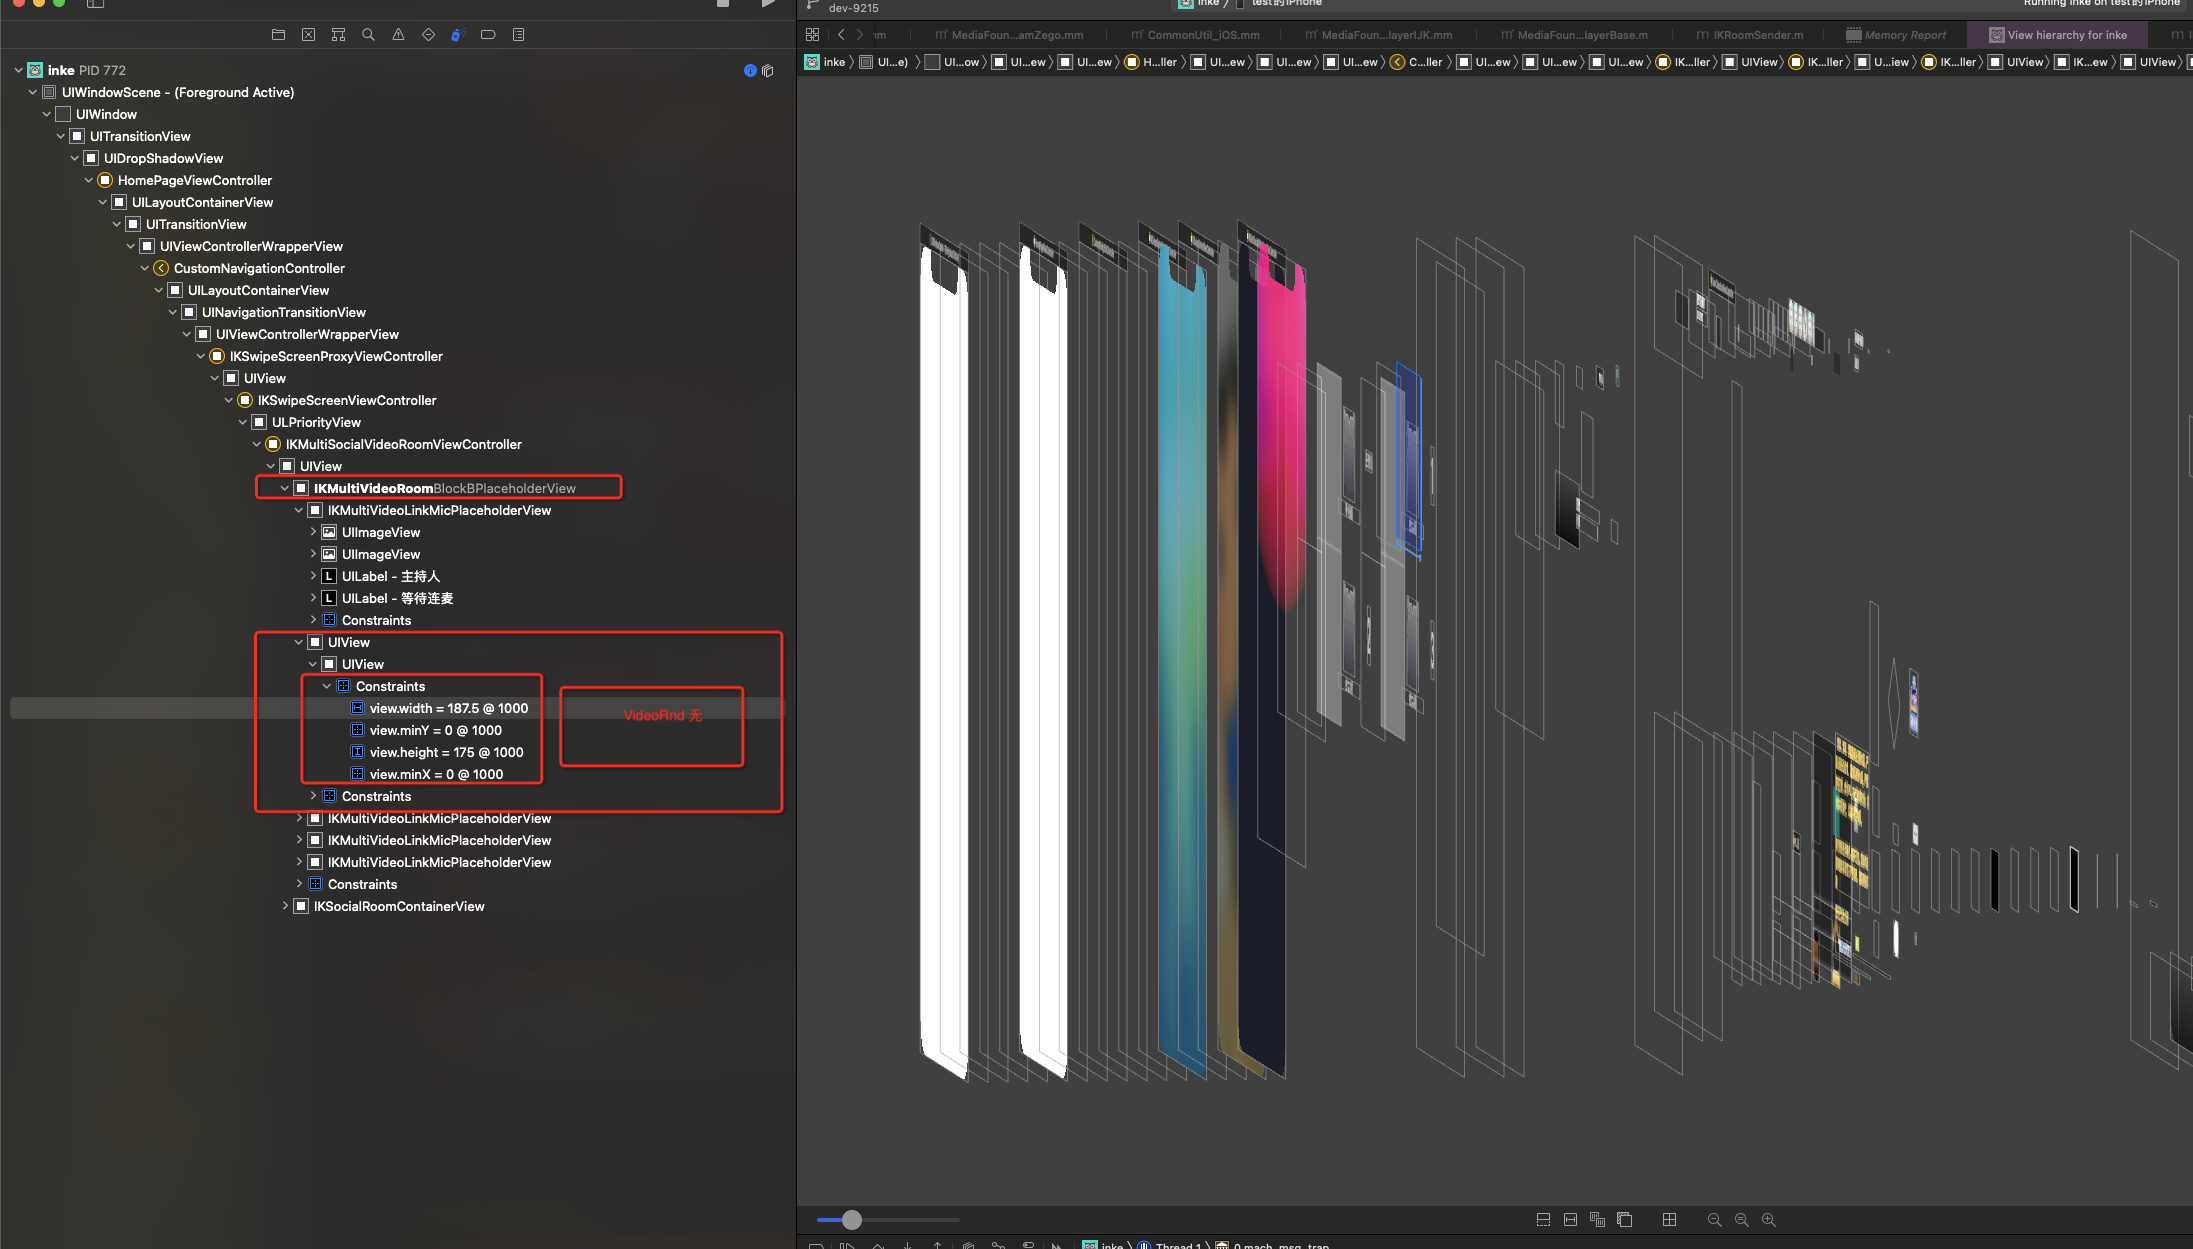 dev-9215
inke
test的iPhone
Running inke on test的iPhone
MediaFoun...amZego.mm
CommonUtil_iOS.mm
MediaFoun...layerIJK.mm
MediaFoun...layerBase.m
IKRoomSender.m
Memory Report
View hierarchy for inke
inke
UI...e)
UI...ow
UI...ew
UI...ew
H...ller
UI...ew
UI...ew
UI...ew
C...ller
UI...ew
UI...ew
UI...ew
IK...ller
UIView
IK...ller
U...iew
IK...ller
UIView
IK...ew
UIView
inke PID 772
UIWindowScene - (Foreground Active)
UIWindow
UITransitionView
UIDropShadowView
HomePageViewController
UILayoutContainerView
UITransitionView
UIViewControllerWrapperView
CustomNavigationController
UILayoutContainerView
UINavigationTransitionView
UIViewControllerWrapperView
IKSwipeScreenProxyViewController
UIView
IKSwipeScreenViewController
ULPriorityView
IKMultiSocialVideoRoomViewController
UIView
IKMultiVideoRoomBlockBPlaceholderView
IKMultiVideoLinkMicPlaceholderView
UIImageView
UIImageView
L UILabel - 主持人
L UILabel - 等待连麦
Constraints
UIView
UIView
Constraints
view.width = 187.5 @ 1000
VideoRnd 无
view.minY = 0 @ 1000
view.height = 175 @ 1000
view.minX = 0 @ 1000
Constraints
IKMultiVideoLinkMicPlaceholderView
IKMultiVideoLinkMicPlaceholderView
IKMultiVideoLinkMicPlaceholderView
Constraints
IKSocialRoomContainerView
inke
Thread 1
0 mach_msg_trap